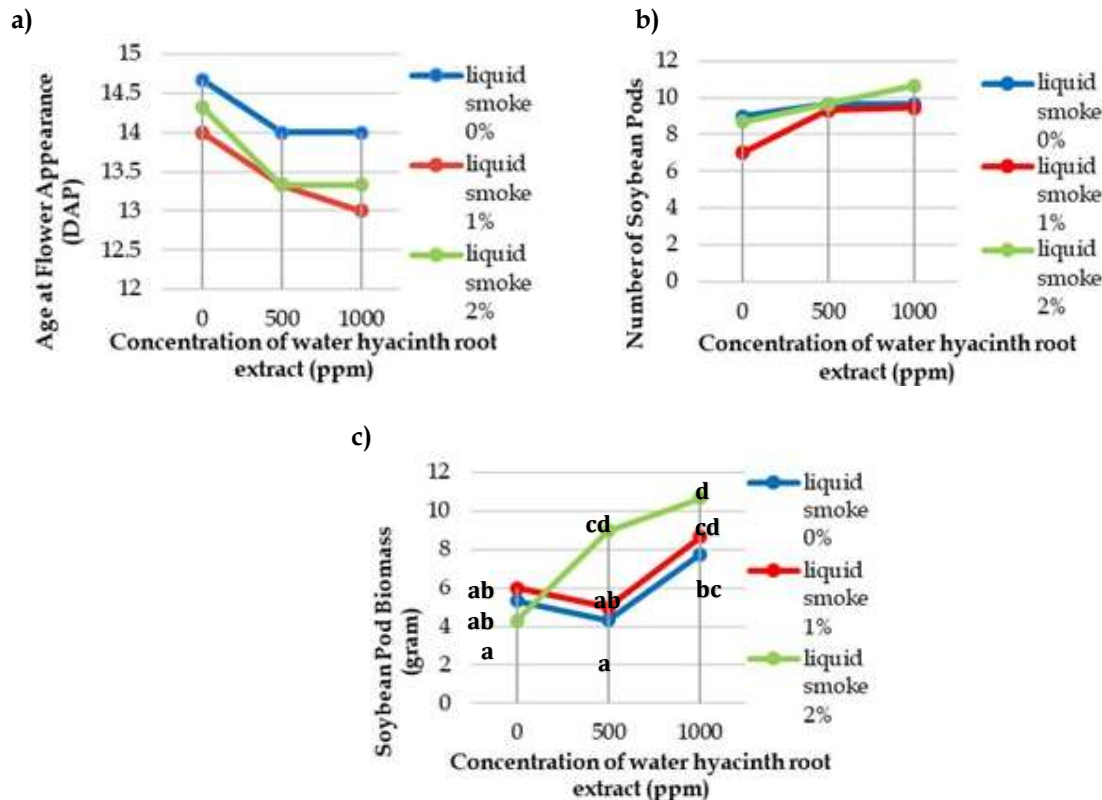 a)
15
14.5
14
13.5
13
12.5
12
Age at Flower Appearance
(DAP)
0
500
1000
Concentration of water hyacinth root
extract (ppm)
liquid
smoke
0%
liquid
smoke
1%
liquid
smoke
2%
b)
12
10
8
6
4
2
0
Number of Soybean Pods
0
500
1000
Concentration of water hyacinth root
extract (ppm)
liquid
smoke
0%
liquid
smoke
1%
liquid
smoke
2%
c)
12
10
8
6
4
2
0
Soybean Pod Biomass
(gram)
ab
ab
a
cd
ab
a
d
cd
bc
0
500
1000
Concentration of water hyacinth root
extract (ppm)
liquid
smoke
0%
liquid
smoke
1%
liquid
smoke
2%